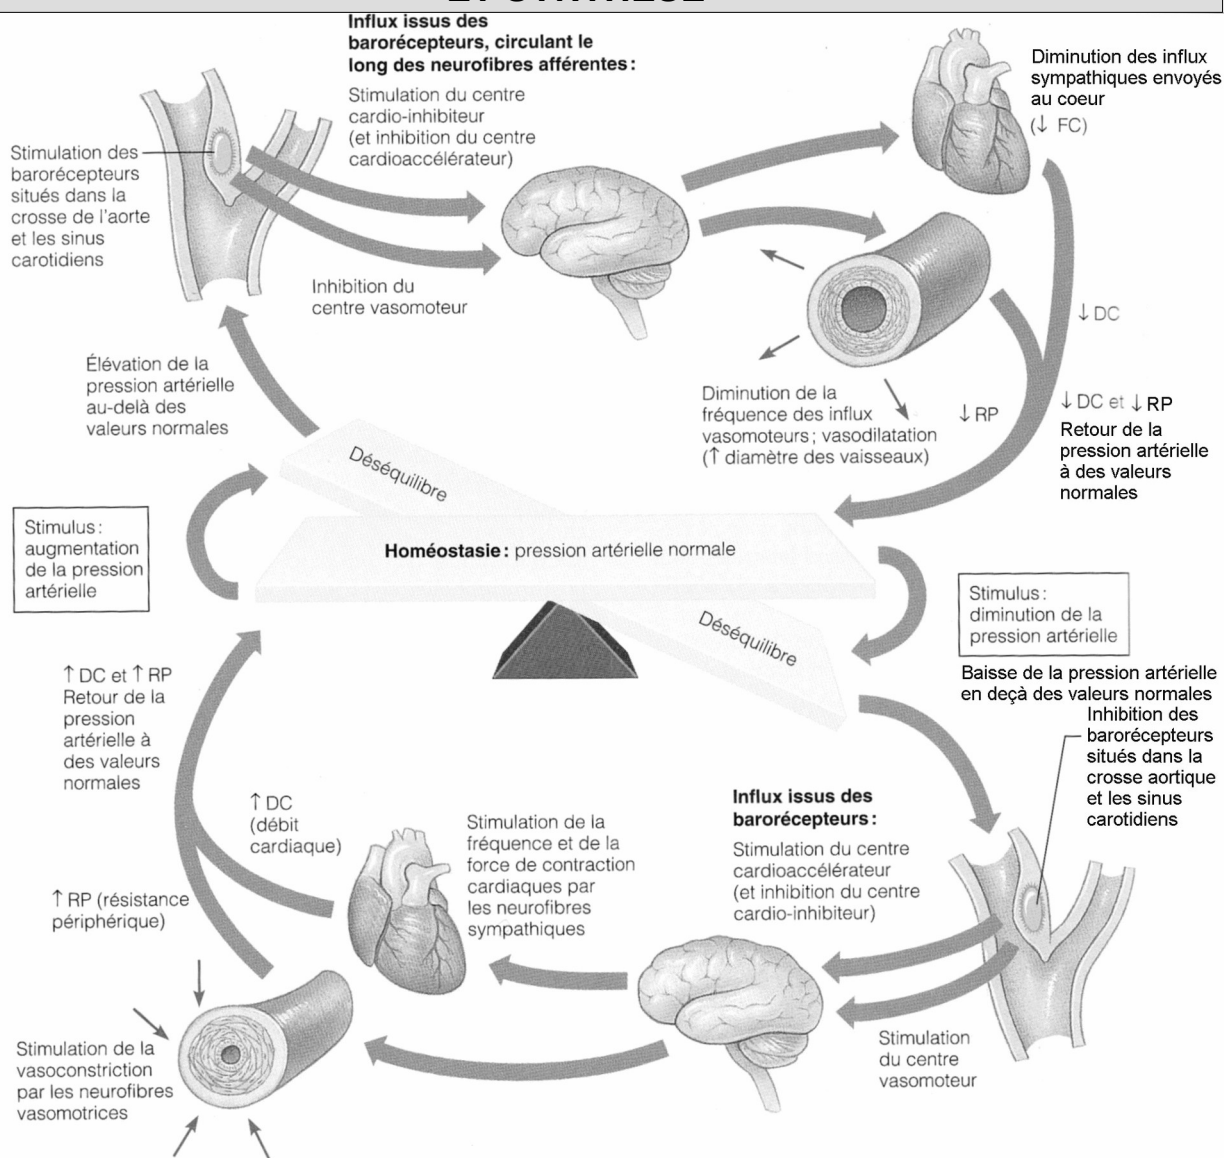 Influx issus des
barorécepteurs, circulant le
long des neurofibres afférentes :
Stimulation du centre
cardio-inhibiteur
(et inhibition du centre
cardioaccélérateur)
Diminution des influx
sympathiques envoyés
au coeur
(↓ FC)
Stimulation des
barorécepteurs
situés dans la
crosse de l'aorte
et les sinus
carotidiens
Inhibition du
centre vasomoteur
↓ DC
Élévation de la
pression artérielle
au-delà des
valeurs normales
Diminution de la
fréquence des influx
vasomoteurs ; vasodilatation
(↑ diamètre des vaisseaux)
↓ RP
↓ DC et ↓ RP
Retour de la
pression artérielle
à des valeurs
normales
Déséquilibre
Stimulus :
augmentation
de la pression
artérielle
Homéostasie : pression artérielle normale
Déséquilibre
Stimulus :
diminution de la
pression artérielle
Baisse de la pression artérielle
en deçà des valeurs normales
Inhibition des
barorécepteurs
situés dans la
crosse aortique
et les sinus
carotidiens
↑ DC et ↑ RP
Retour de la
pression
artérielle à
des valeurs
normales
↑ DC
(débit
cardiaque)
Stimulation de la
fréquence et de la
force de contraction
cardiaques par
les neurofibres
sympathiques
Influx issus des
barorécepteurs :
Stimulation du centre
cardioaccélérateur
(et inhibition du centre
cardio-inhibiteur)
↑ RP (résistance
périphérique)
Stimulation
du centre
vasomoteur
Stimulation de la
vasoconstriction
par les neurofibres
vasomotrices